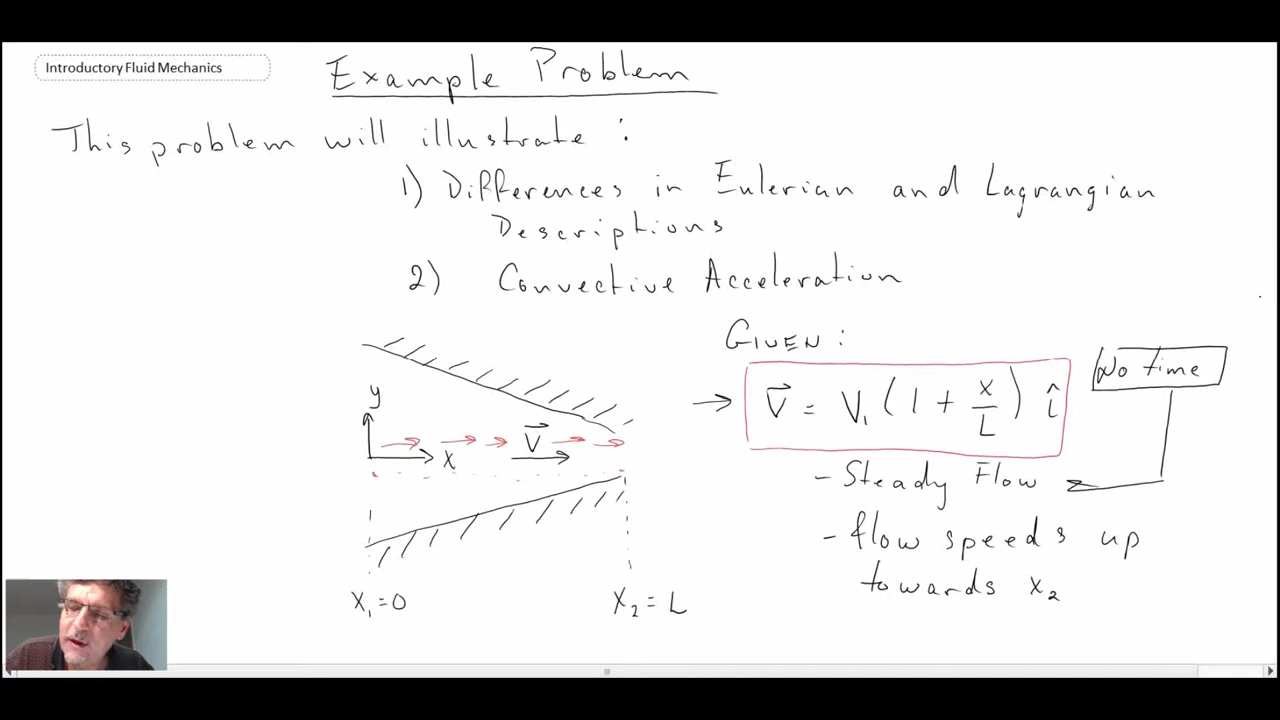 Introductory Fluid Mechanics
Example Problem
This problem will illustrate :
1) Differences in Eulerian and Lagrangian
Descriptions
2) Convective Acceleration
GIVEN :
No time
→ V⃗ = V₁ ( 1 + x/L ) î
y
x
V⃗
- Steady Flow
- flow speeds up
towards x₂
x₁ = 0
x₂ = L